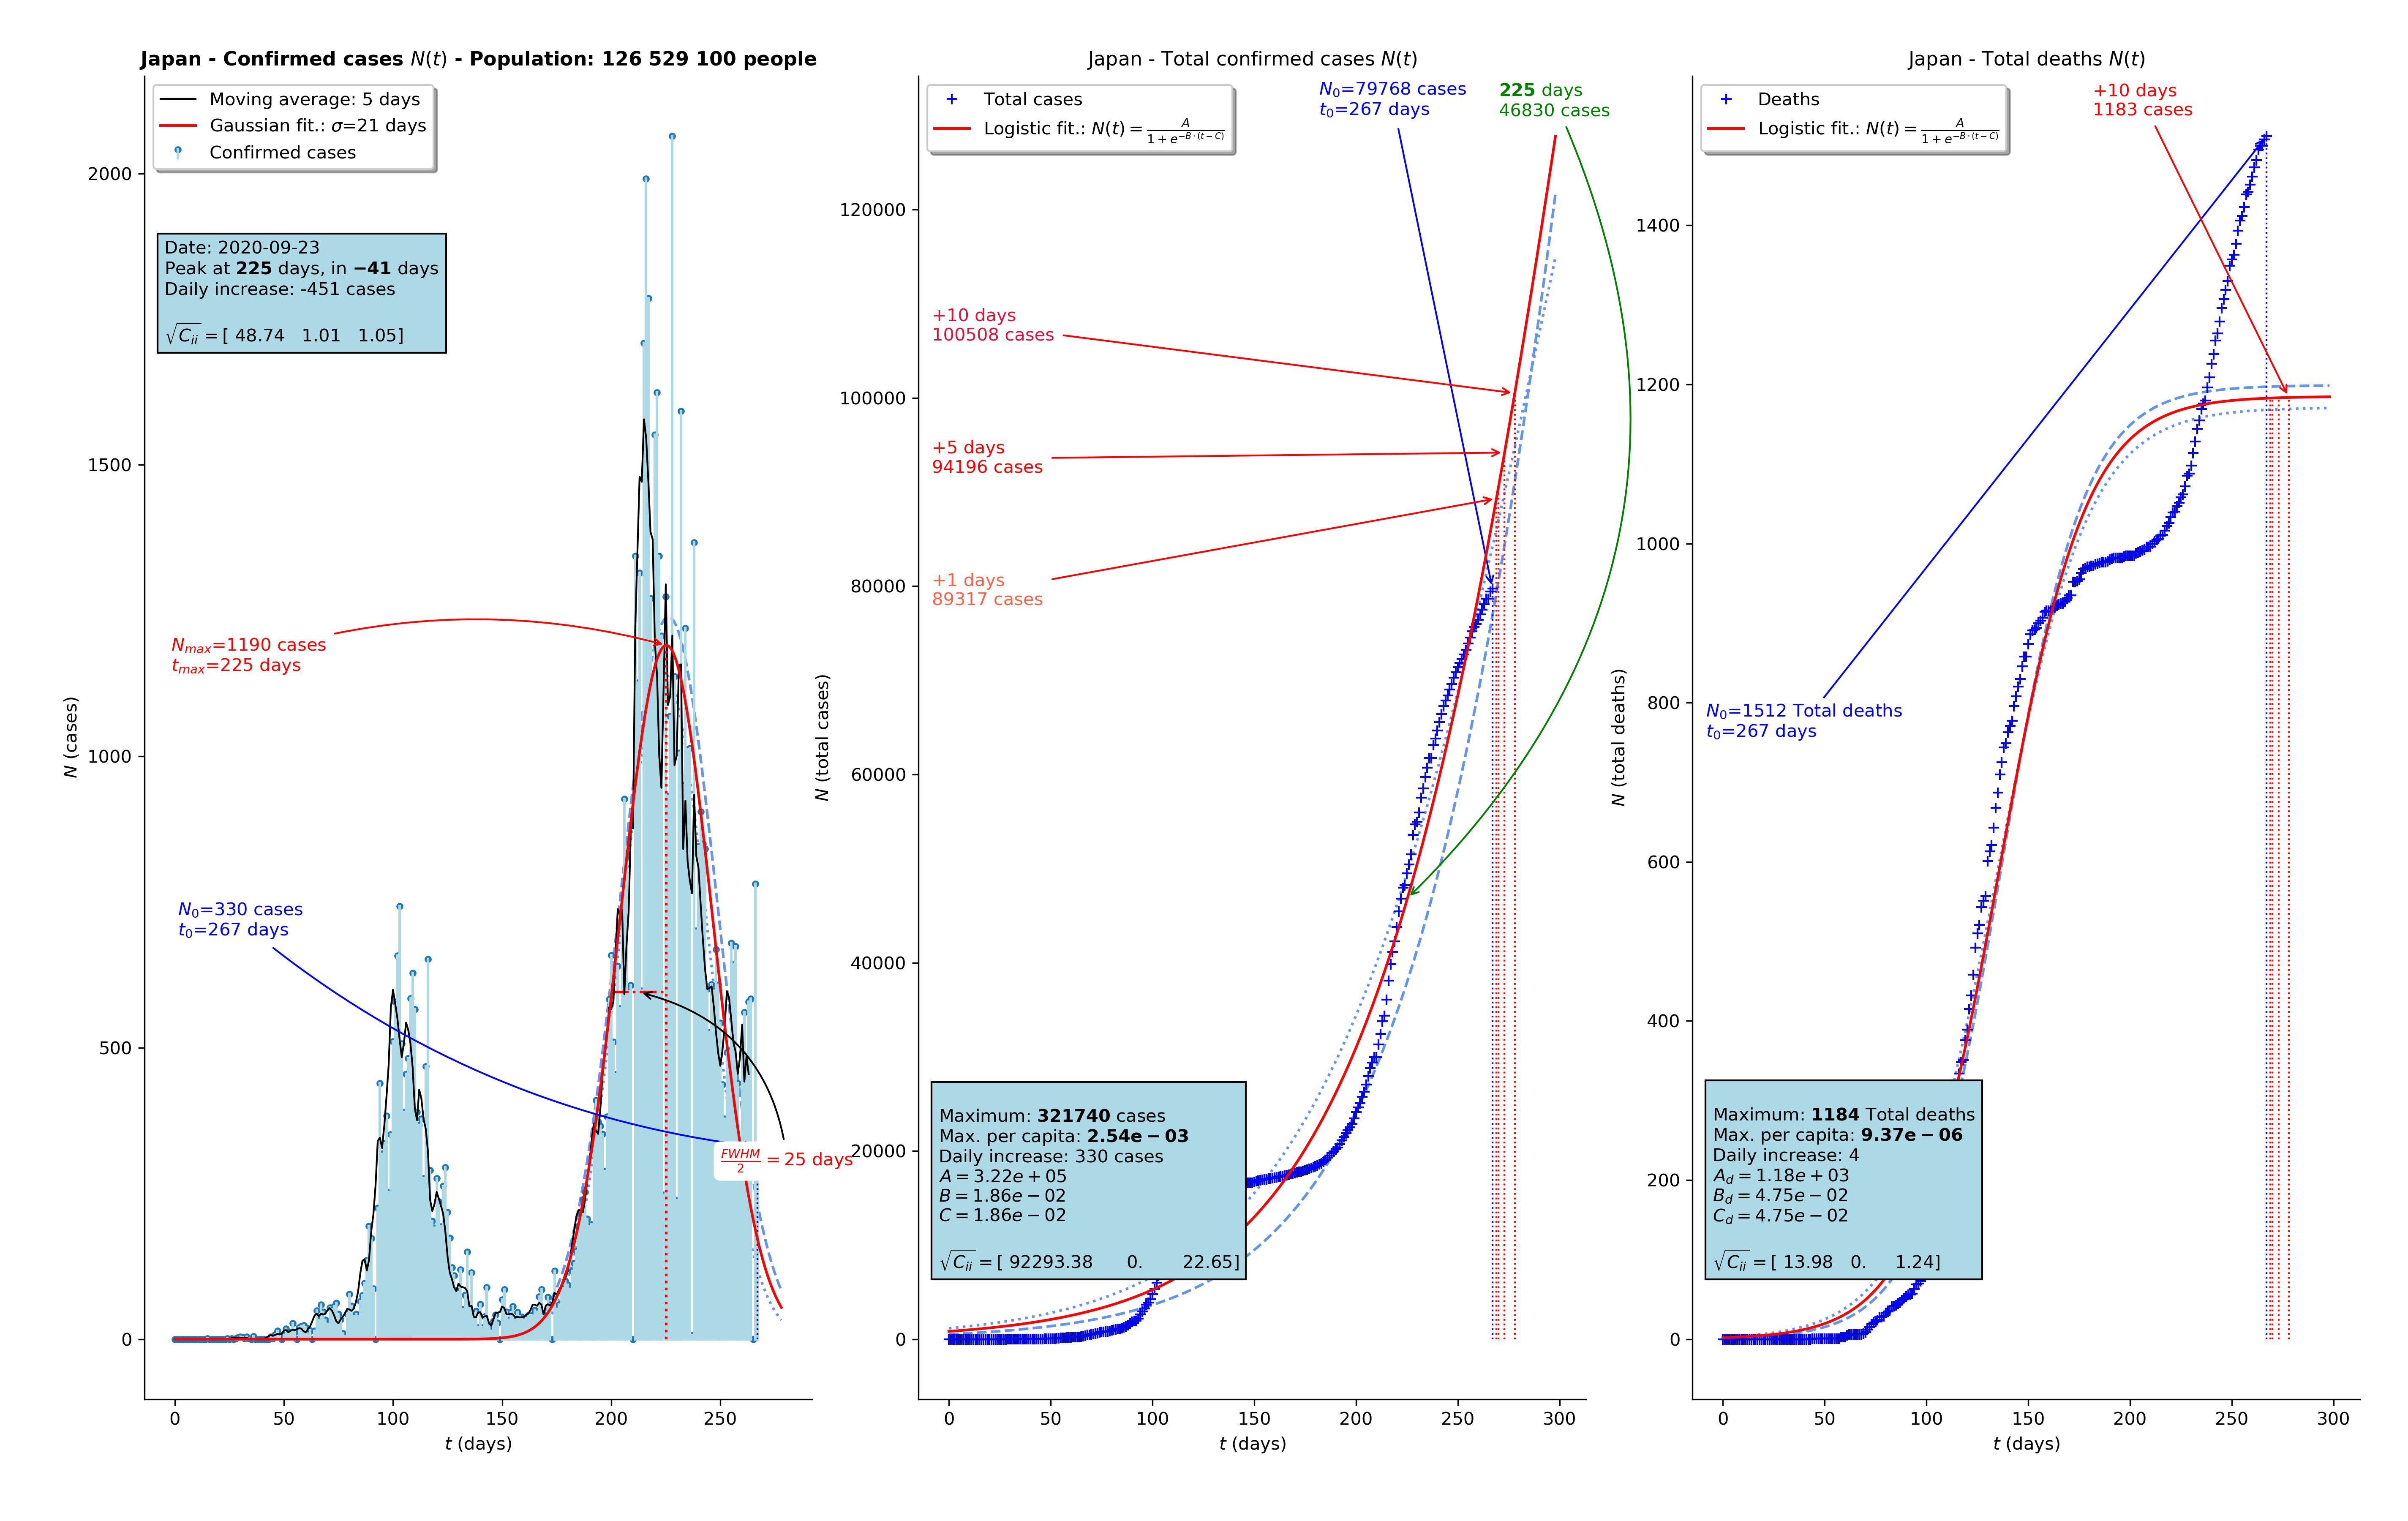 Japan - Confirmed cases N(t) - Population: 126 529 100 people
Moving average: 5 days
Gaussian fit.: σ=21 days
Confirmed cases
Date: 2020-09-23
Peak at 225 days, in −41 days
Daily increase: -451 cases
√C_ii = [ 48.74 1.01 1.05]
N_max=1190 cases
t_max=225 days
N_0=330 cases
t_0=267 days
FWHM/2 = 25 days
N (cases)
0
500
1000
1500
2000
0 50 100 150 200 250
t (days)
Japan - Total confirmed cases N(t)
Total cases
Logistic fit.: N(t) = A/(1 + e^{−B·(t−C)})
N_0=79768 cases
t_0=267 days
225 days
46830 cases
+10 days
100508 cases
+5 days
94196 cases
+1 days
89317 cases
Maximum: 321740 cases
Max. per capita: 2.54e − 03
Daily increase: 330 cases
A = 3.22e + 05
B = 1.86e − 02
C = 1.86e − 02
√C_ii = [ 92293.38 0. 22.65]
N (total cases)
0
20000
40000
60000
80000
100000
120000
0 50 100 150 200 250 300
t (days)
Japan - Total deaths N(t)
Deaths
Logistic fit.: N(t) = A/(1 + e^{−B·(t−C)})
+10 days
1183 cases
N_0=1512 Total deaths
t_0=267 days
Maximum: 1184 Total deaths
Max. per capita: 9.37e − 06
Daily increase: 4
A_d = 1.18e + 03
B_d = 4.75e − 02
C_d = 4.75e − 02
√C_ii = [ 13.98 0. 1.24]
N (total deaths)
0
200
400
600
800
1000
1200
1400
0 50 100 150 200 250 300
t (days)